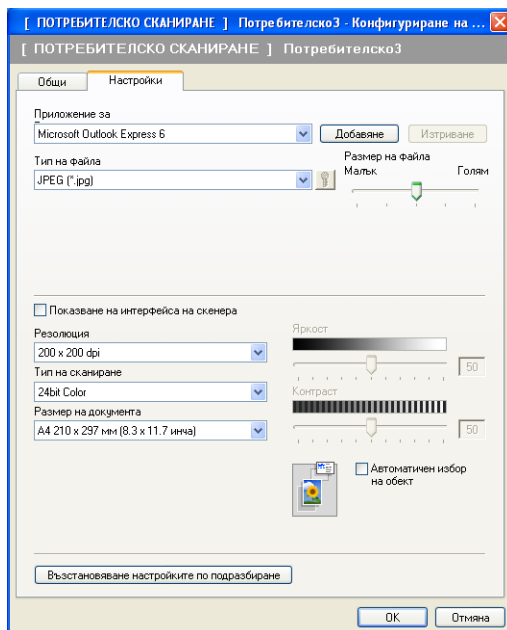 [ ПОТРЕБИТЕЛСКО СКАНИРАНЕ ] Потребителско3 - Конфигуриране на ...
[ ПОТРЕБИТЕЛСКО СКАНИРАНЕ ] Потребителско3
Общи Настройки
Приложение за
Microsoft Outlook Express 6 Добавяне Изтриване
Тип на файла Размер на файла
JPEG (*.jpg) Малък Голям
Показване на интерфейса на скенера
Резолюция Яркост
200 x 200 dpi 50
Тип на сканиране
24bit Color Контраст
Размер на документа
A4 210 x 297 мм (8.3 x 11.7 инча) 50
Автоматичен избор
на обект
Възстановяване настройките по подразбиране
OK Отмяна